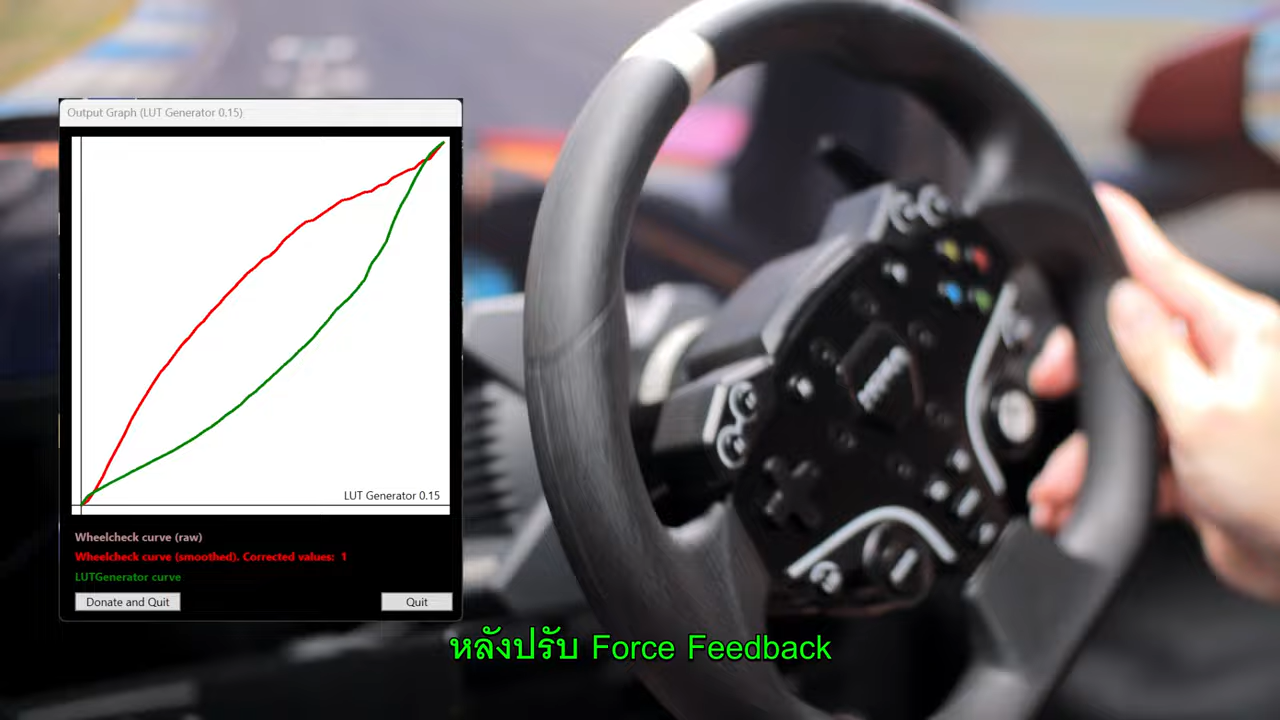 Output Graph (LUT Generator 0.15)
LUT Generator 0.15
Wheelcheck curve (raw)
Wheelcheck curve (smoothed). Corrected values: 1
LUTGenerator curve
Donate and Quit
Quit
หลังปรับ Force Feedback